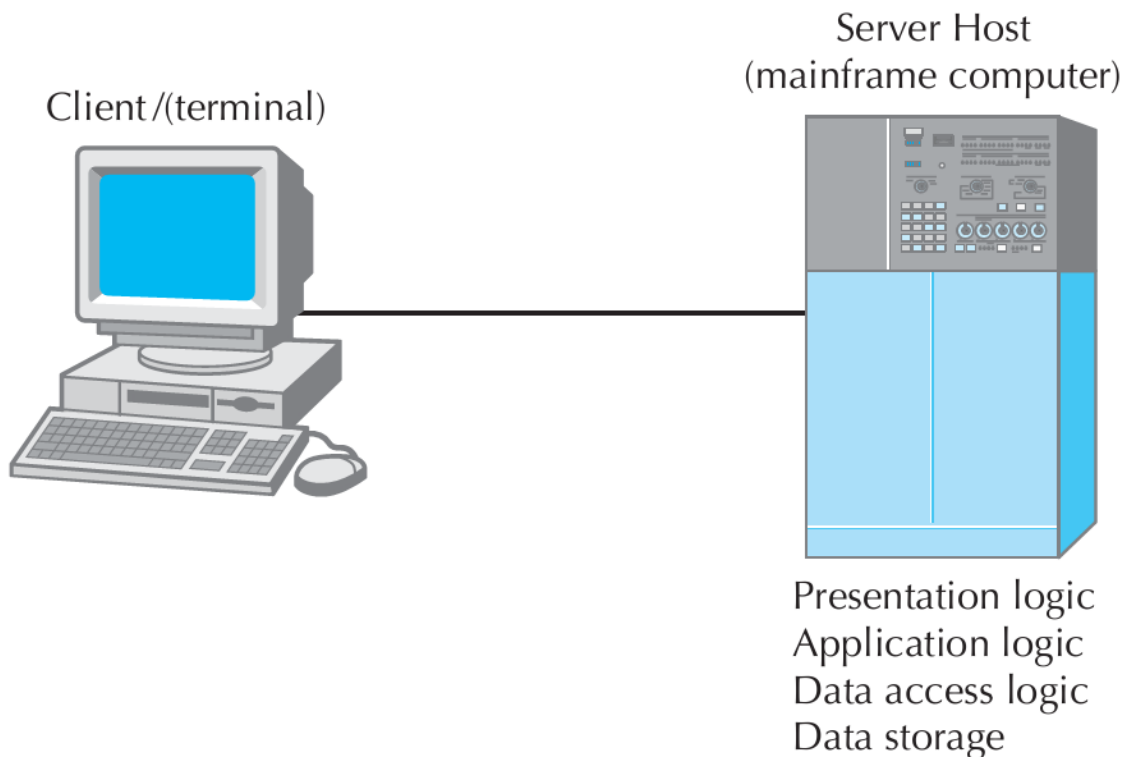 Server Host
(mainframe computer)
Client/(terminal)
Presentation logic
Application logic
Data access logic
Data storage